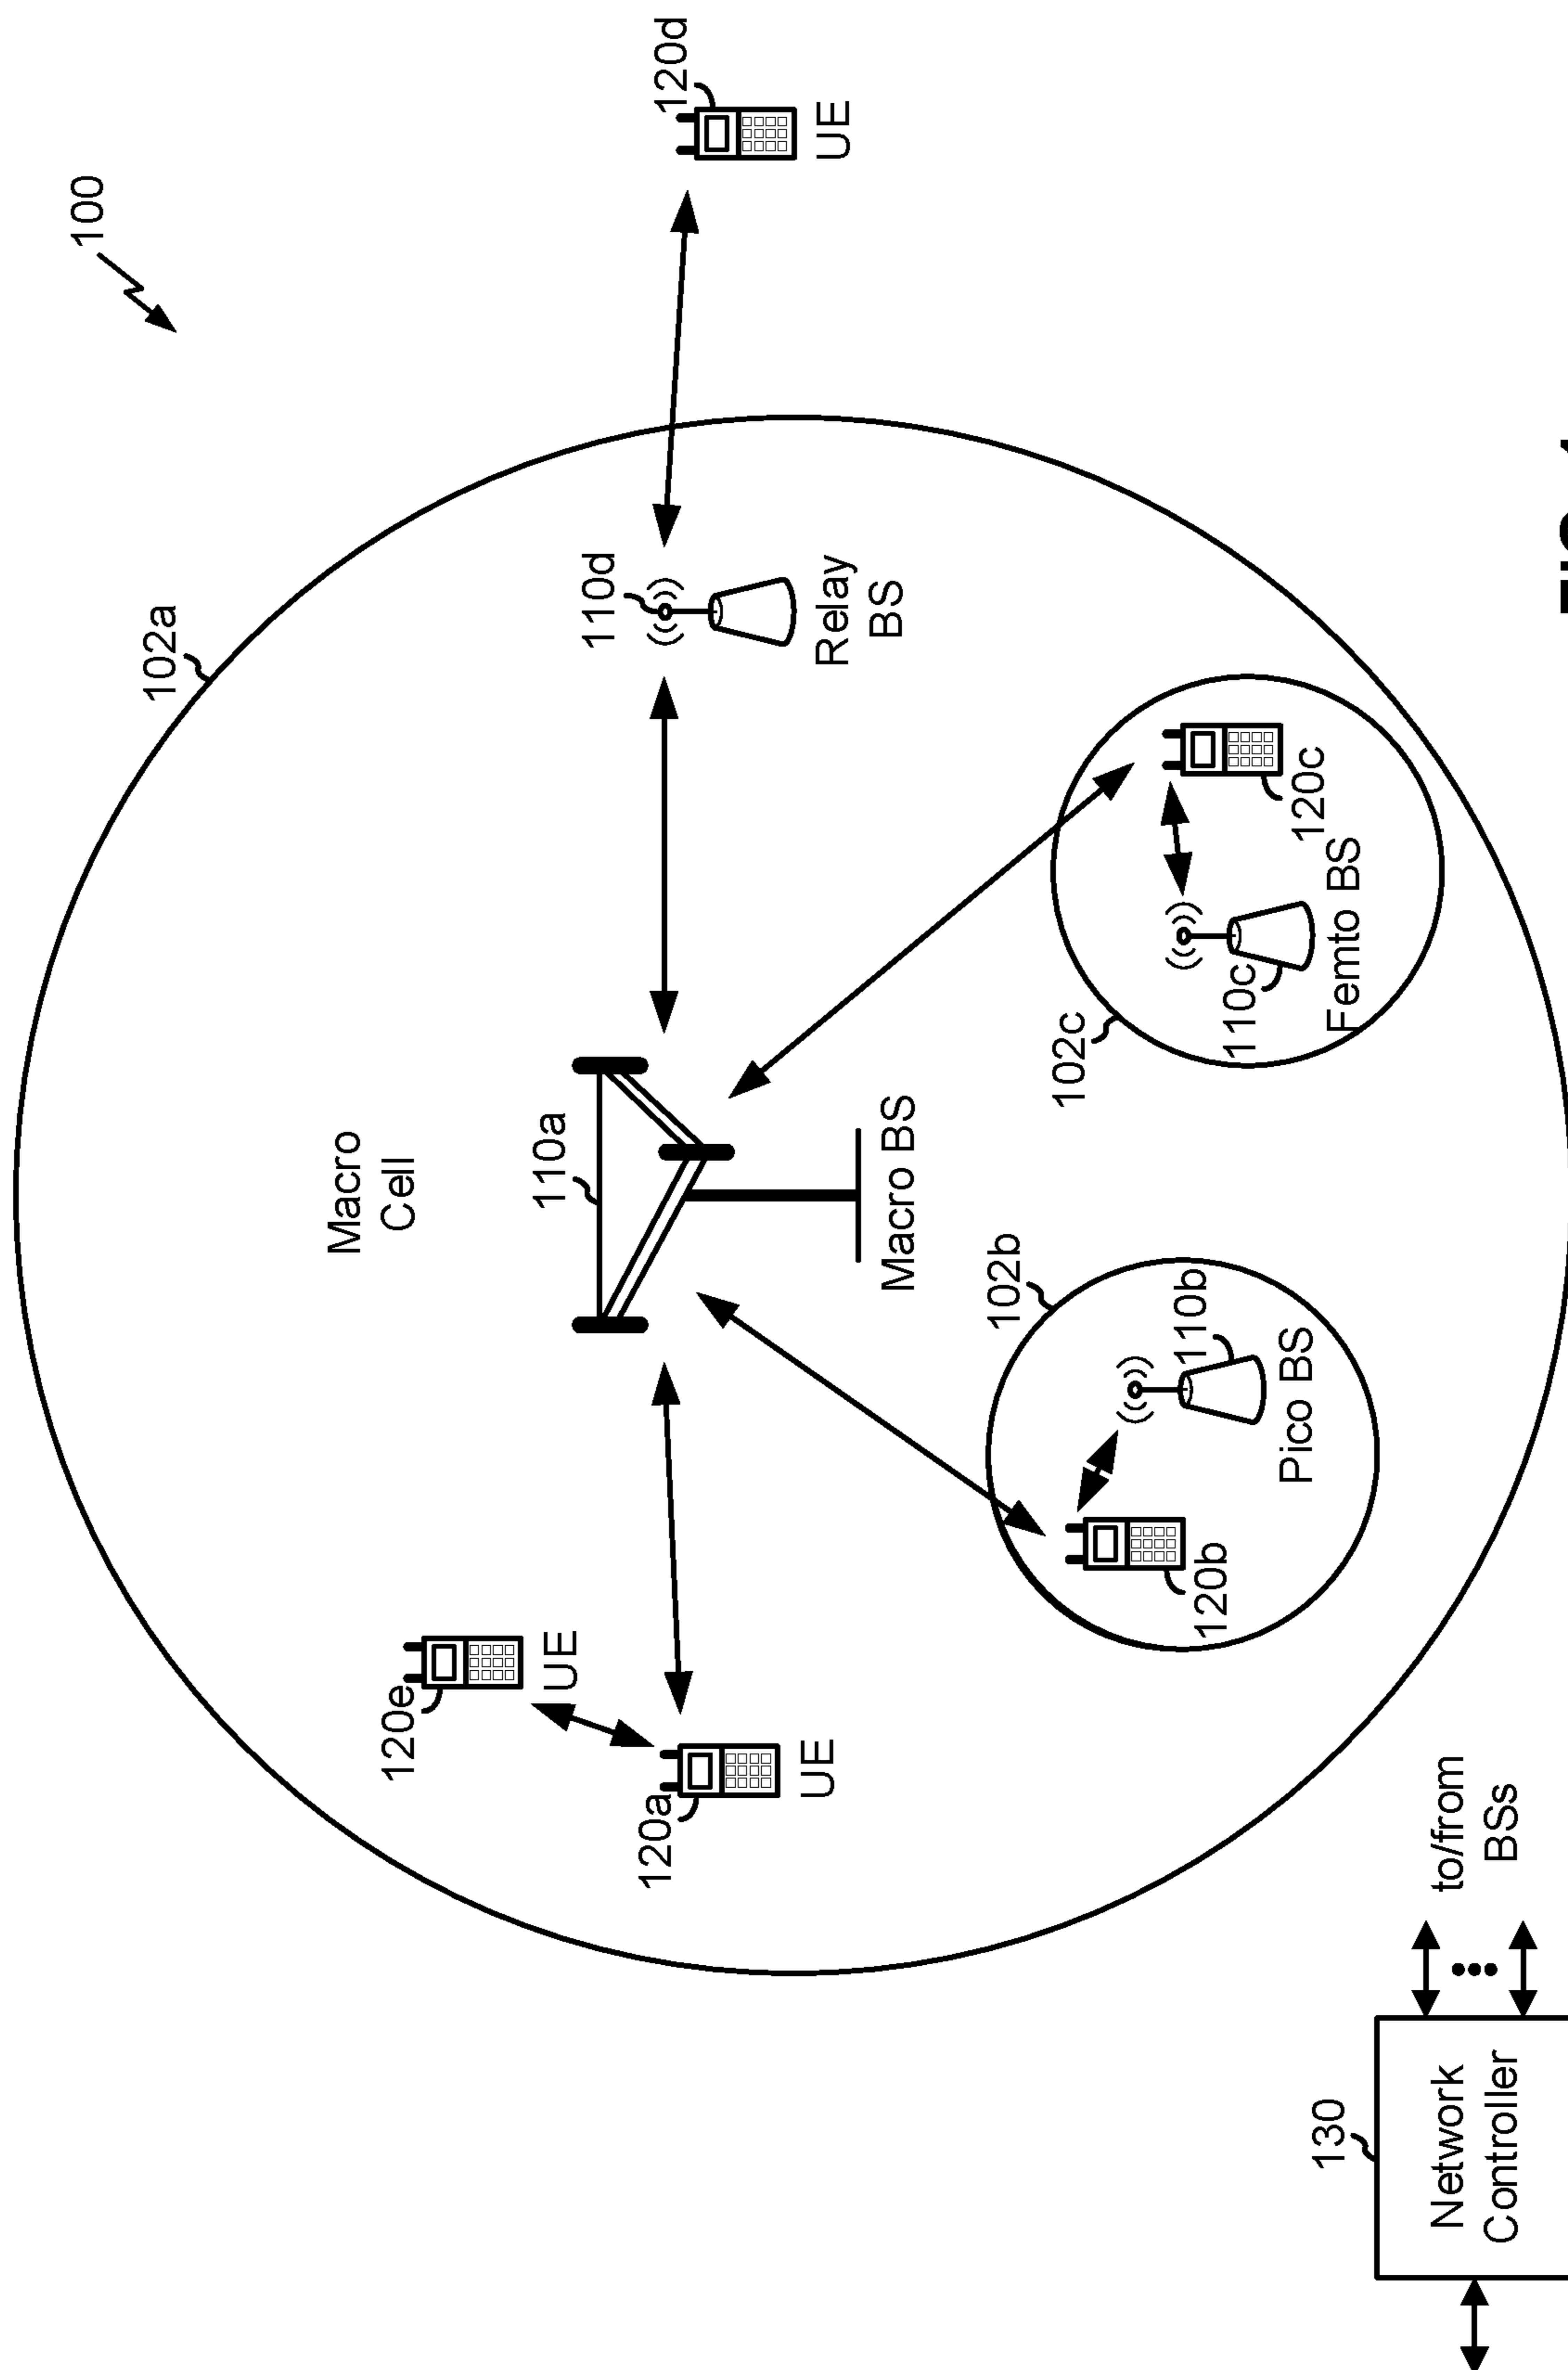 100
102a
Macro
Cell
120e
UE
110a
110d
120a
120d
UE
Relay
BS
UE
Macro BS
102b
102c
110b
120b
110c
Pico BS
120c
Femto BS
130
Network
Controller
to/from
BSs